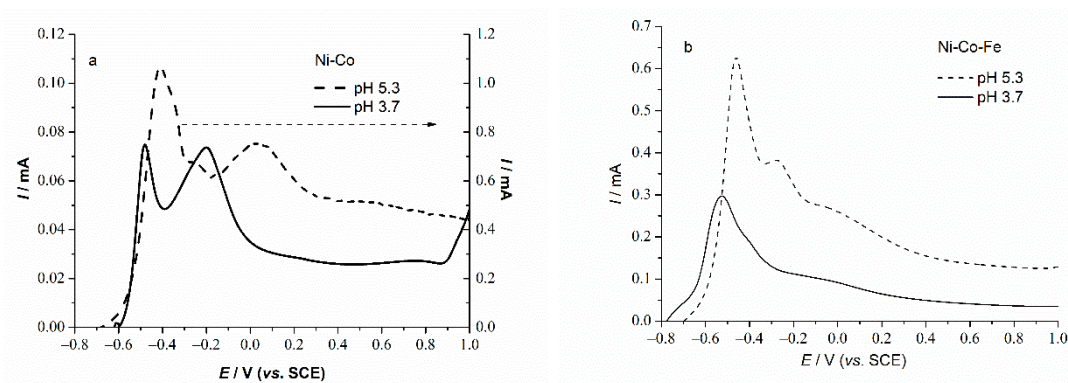 a
Ni-Co
pH 5.3
pH 3.7
I / mA
0.12
0.10
0.08
0.06
0.04
0.02
0.00
1.2
1.0
0.8
0.6
0.4
0.2
0.0
I / mA
–0.8 –0.6 –0.4 –0.2 0.0 0.2 0.4 0.6 0.8 1.0
E / V (vs. SCE)
b
Ni-Co-Fe
pH 5.3
pH 3.7
I / mA
0.7
0.6
0.5
0.4
0.3
0.2
0.1
0.0
–0.8 –0.6 –0.4 –0.2 0.0 0.2 0.4 0.6 0.8 1.0
E / V (vs. SCE)